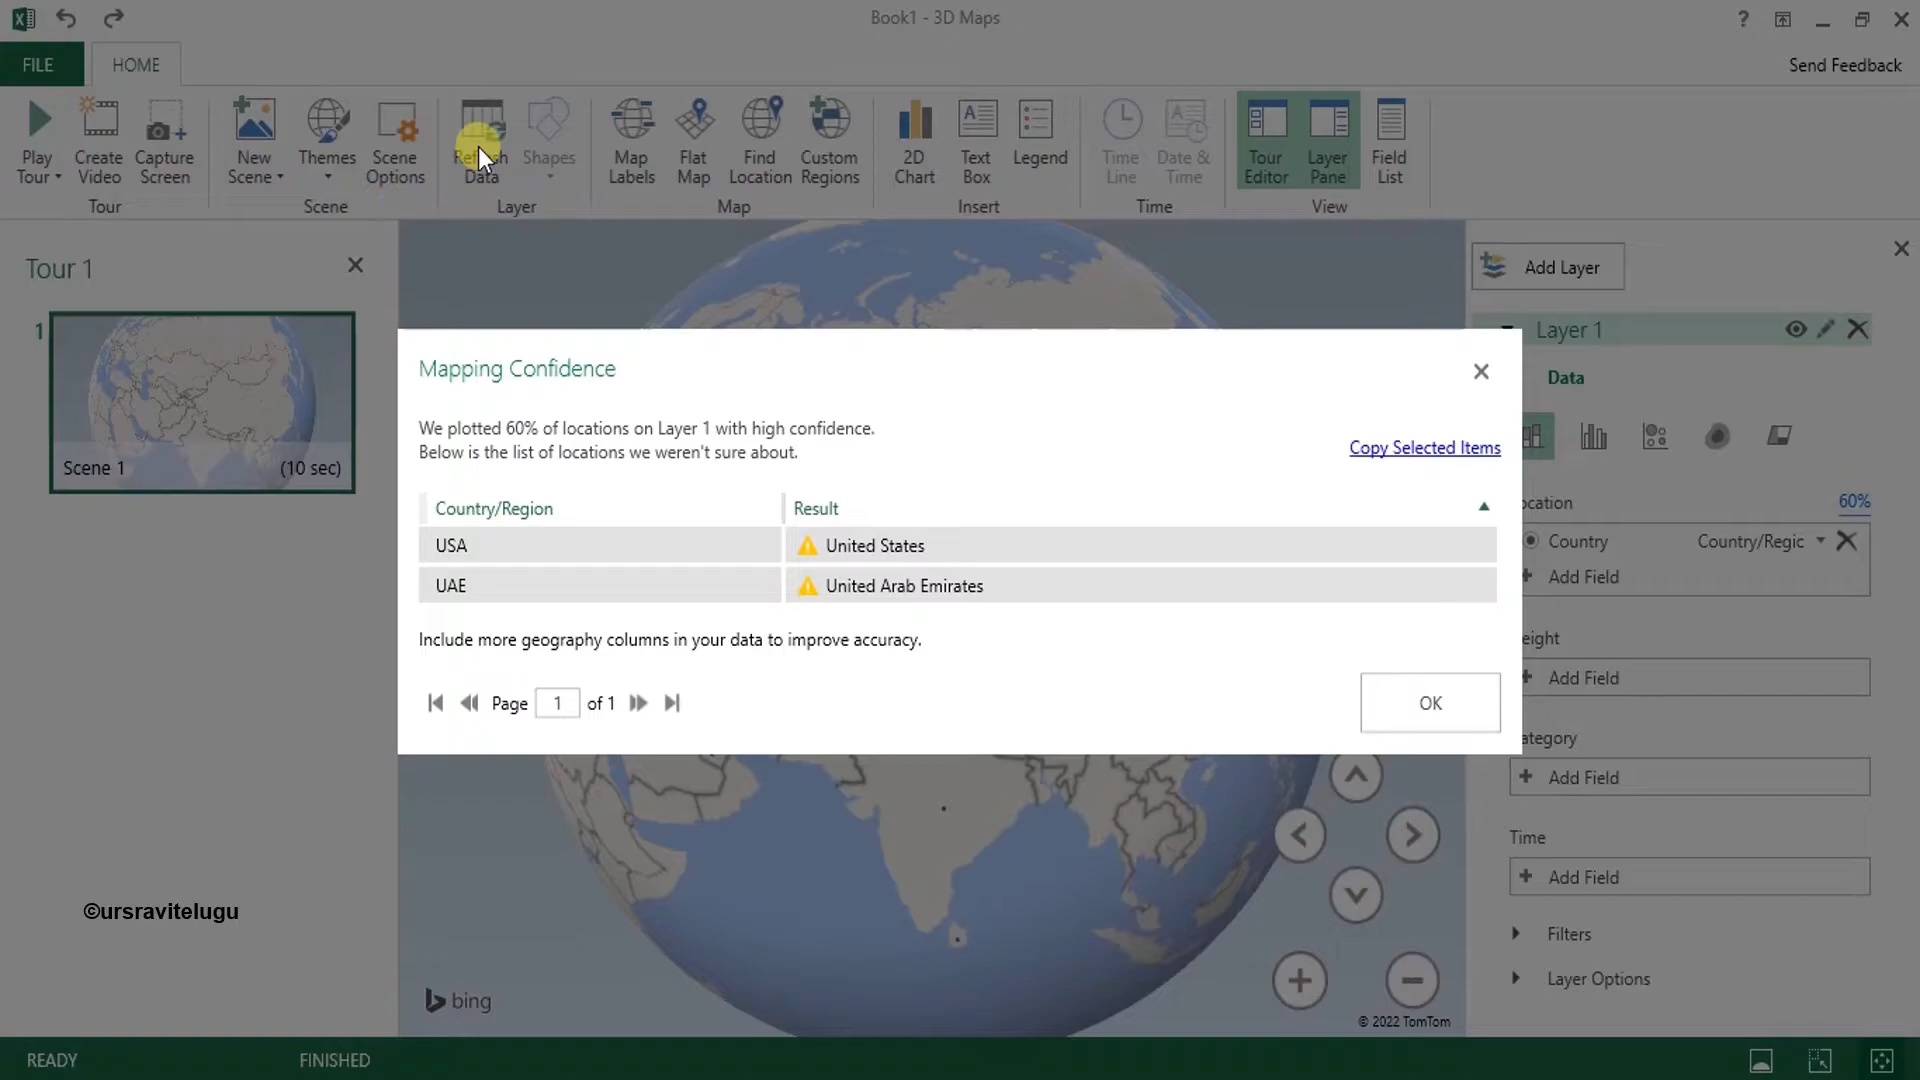 Book1 - 3D Maps
?
FILE
HOME
Send Feedback
Play Tour
Create Video
Capture Screen
Tour
New Scene
Themes
Scene Options
Scene
Refresh Data
Shapes
Layer
Map Labels
Flat Map
Find Location
Custom Regions
Map
2D Chart
Text Box
Legend
Insert
Time Line
Date & Time
Time
Tour Editor
Layer Pane
Field List
View
Tour 1
1
Scene 1
(10 sec)
Add Layer
Layer 1
Data
Mapping Confidence
We plotted 60% of locations on Layer 1 with high confidence.
Below is the list of locations we weren't sure about.
Copy Selected Items
Country/Region
Result
USA
United States
UAE
United Arab Emirates
Include more geography columns in your data to improve accuracy.
Page 1 of 1
OK
ocation
60%
Country
Country/Regic
Add Field
eight
Add Field
ategory
Add Field
Time
Add Field
Filters
Layer Options
©ursravitelugu
bing
© 2022 TomTom
READY
FINISHED